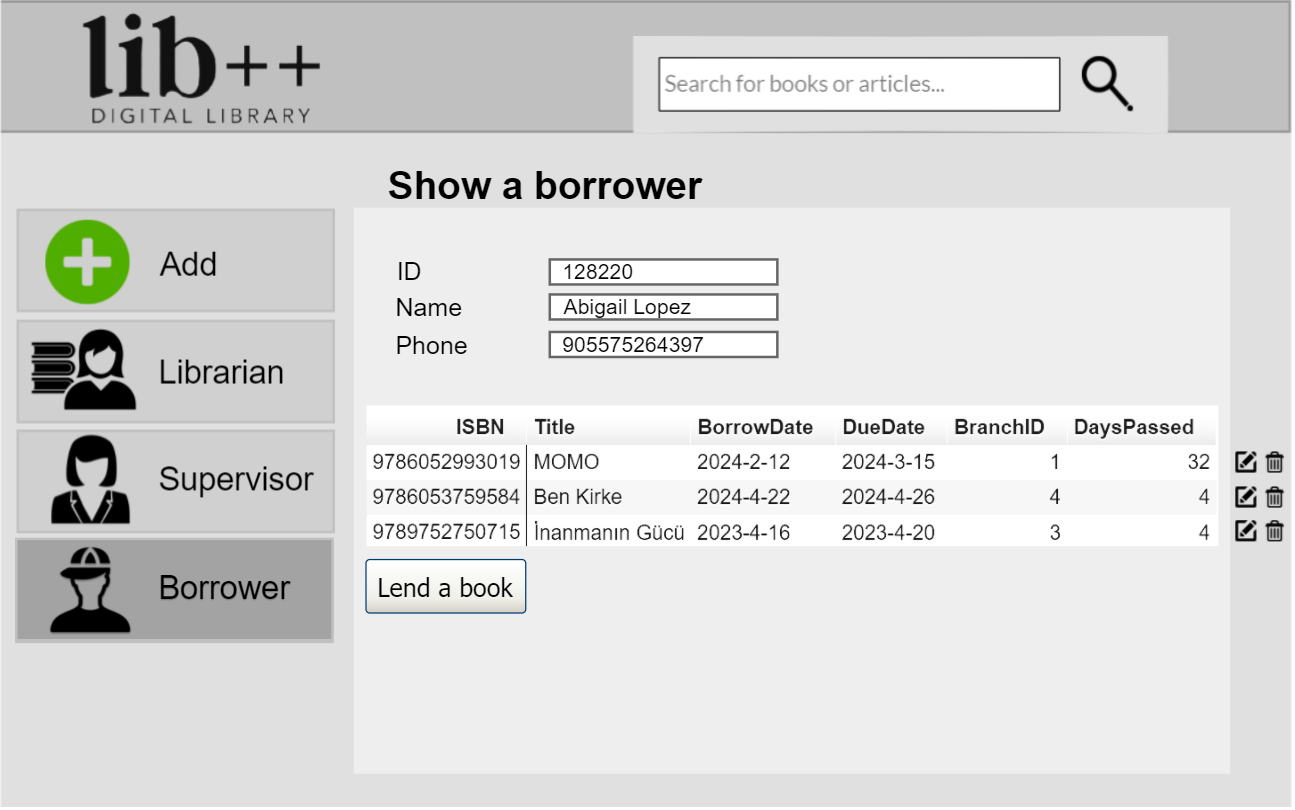 lib++
DIGITAL LIBRARY
Search for books or articles...
Show a borrower
Add
Librarian
Supervisor
Borrower
ID 128220
Name Abigail Lopez
Phone 905575264397
ISBN Title BorrowDate DueDate BranchID DaysPassed
9786052993019 MOMO 2024-2-12 2024-3-15 1 32
9786053759584 Ben Kirke 2024-4-22 2024-4-26 4 4
9789752750715 İnanmanın Gücü 2023-4-16 2023-4-20 3 4
Lend a book